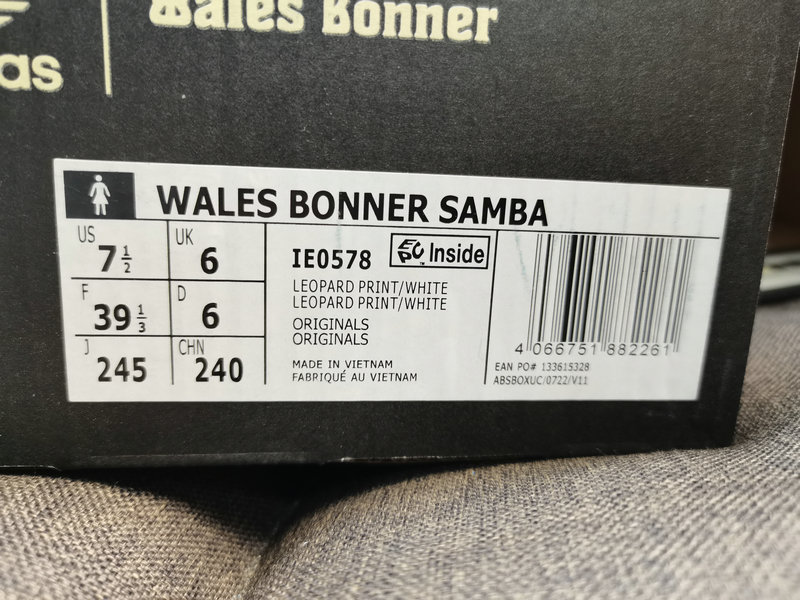 Wales Bonner
as
WALES BONNER SAMBA
US 7 1/2
UK 6
F 39 1/3
D 6
J 245
CHN 240
IE0578
EPC™ Inside
LEOPARD PRINT/WHITE
LEOPARD PRINT/WHITE
ORIGINALS
ORIGINALS
MADE IN VIETNAM
FABRIQUÉ AU VIETNAM
4 066751 882261
EAN PO# 133615328
ABSBOXUC/0722/V11